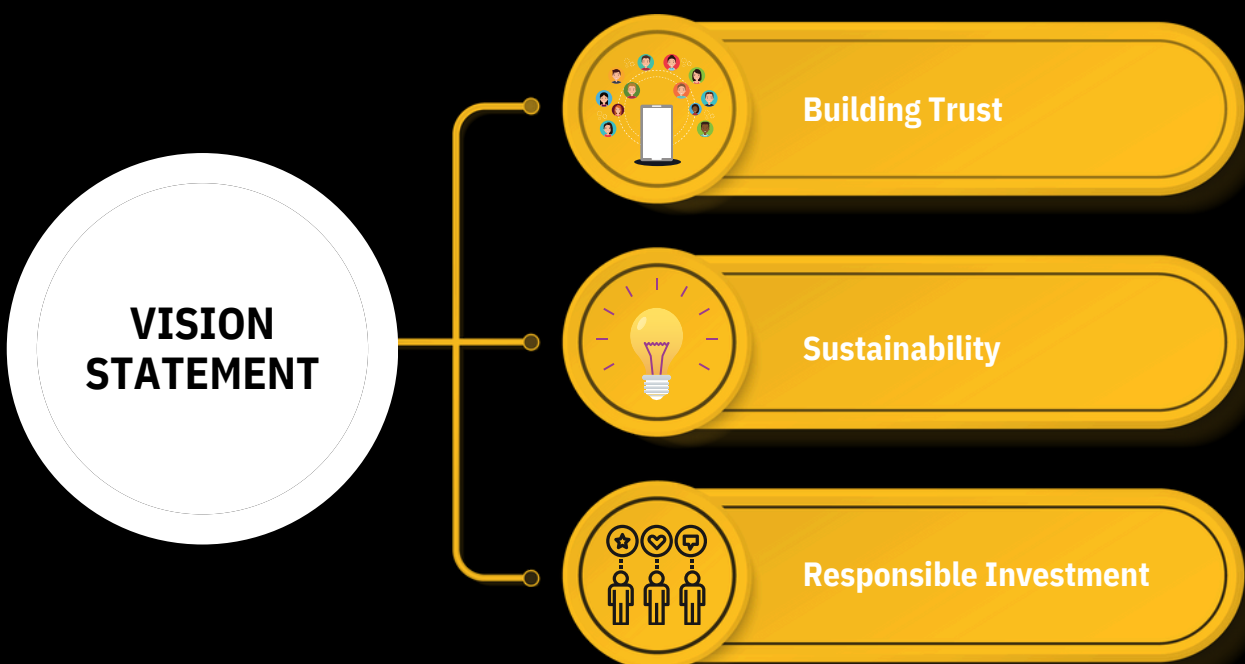 VISION
STATEMENT
Building Trust
Sustainability
Responsible Investment